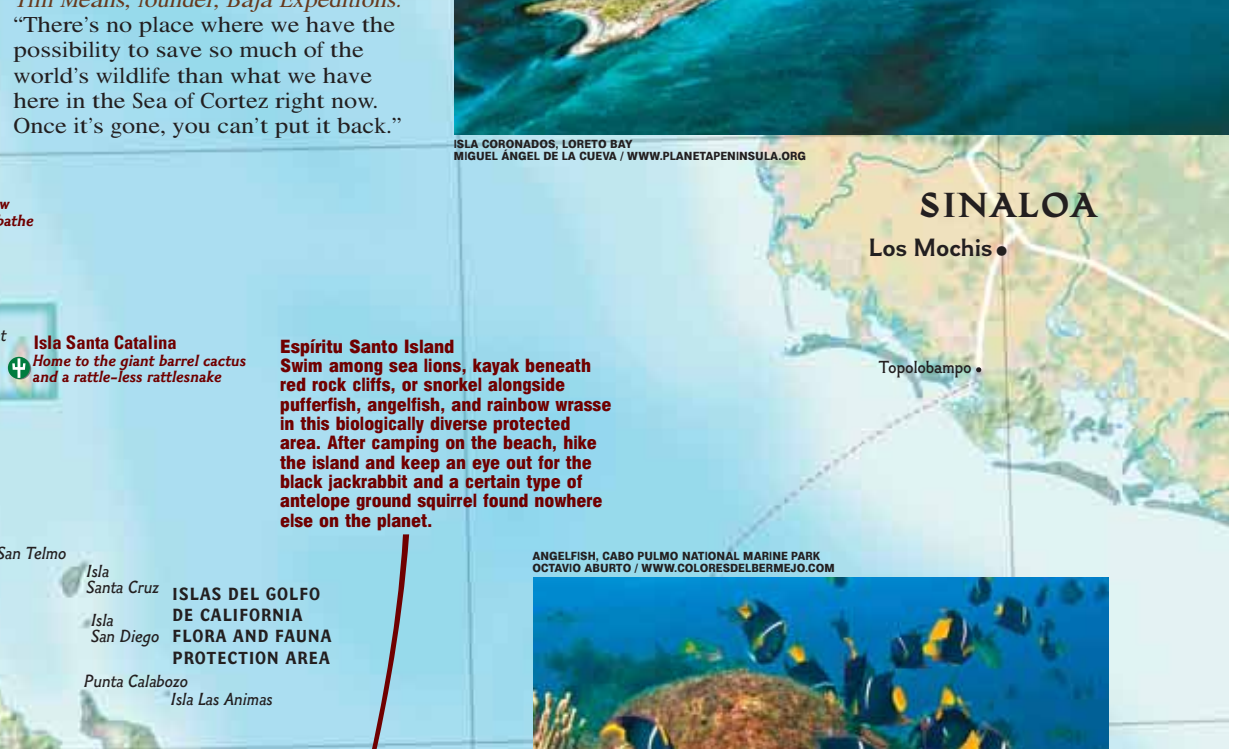 Tim Means, founder, Baja Expeditions.
“There's no place where we have the
possibility to save so much of the
world's wildlife than what we have
here in the Sea of Cortez right now.
Once it's gone, you can't put it back.”
ISLA CORONADOS, LORETO BAY
MIGUEL ÁNGEL DE LA CUEVA / WWW.PLANETAPENINSULA.ORG
SINALOA
Los Mochis
Topolobampo
Isla Santa Catalina
Home to the giant barrel cactus
and a rattle-less rattlesnake
Espíritu Santo Island
Swim among sea lions, kayak beneath
red rock cliffs, or snorkel alongside
pufferfish, angelfish, and rainbow wrasse
in this biologically diverse protected
area. After camping on the beach, hike
the island and keep an eye out for the
black jackrabbit and a certain type of
antelope ground squirrel found nowhere
else on the planet.
San Telmo
Isla
Santa Cruz
Isla
San Diego
ISLAS DEL GOLFO
DE CALIFORNIA
FLORA AND FAUNA
PROTECTION AREA
Punta Calabozo
Isla Las Animas
ANGELFISH, CABO PULMO NATIONAL MARINE PARK
OCTAVIO ABURTO / WWW.COLORESDELBERMEJO.COM